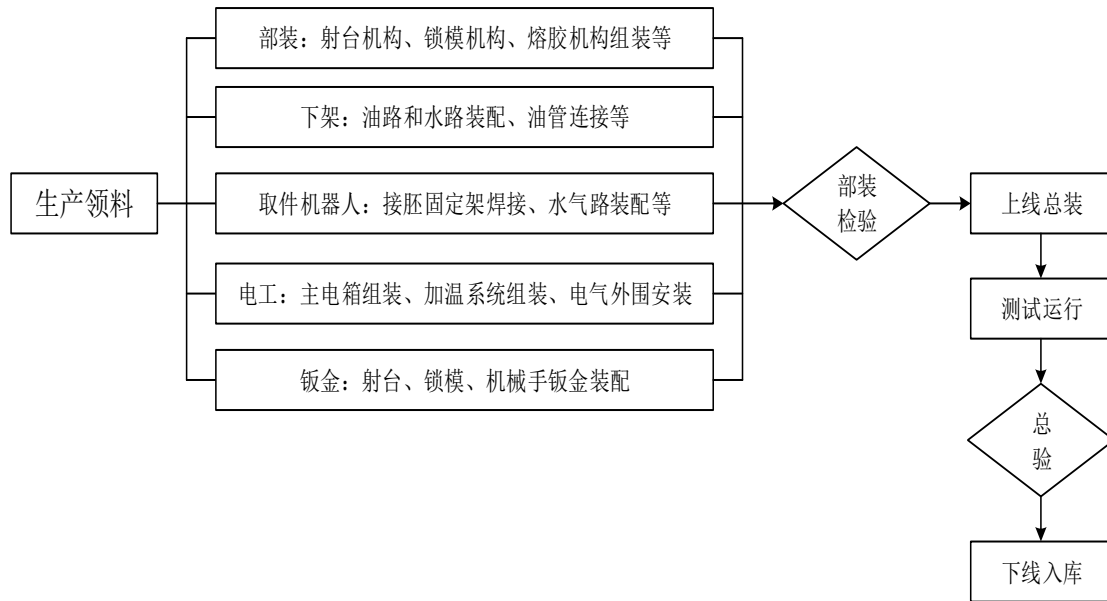 部装：射台机构、锁模机构、熔胶机构组装等
下架：油路和水路装配、油管连接等
生产领料
取件机器人：接胚固定架焊接、水气路装配等
部装
检验
上线总装
电工：主电箱组装、加温系统组装、电气外围安装
测试运行
钣金：射台、锁模、机械手钣金装配
总
验
下线入库